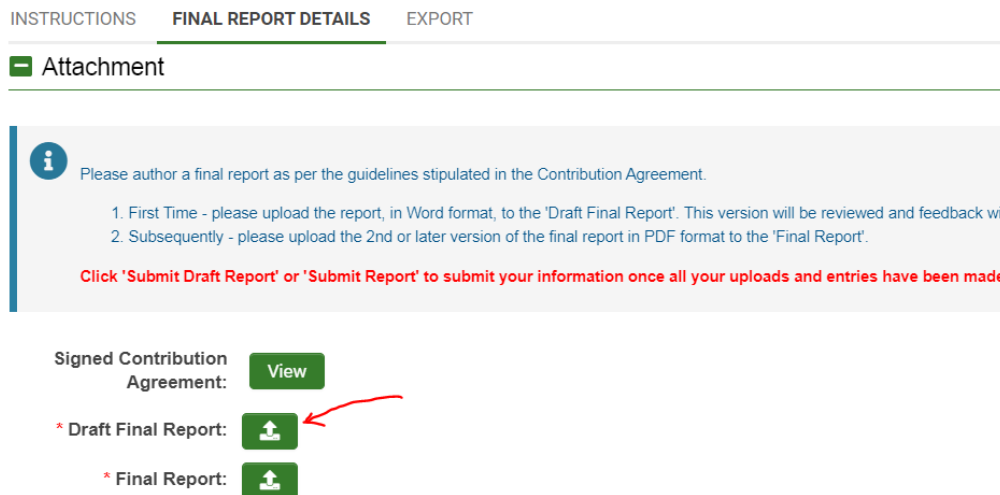 INSTRUCTIONS FINAL REPORT DETAILS EXPORT
Attachment
Please author a final report as per the guidelines stipulated in the Contribution Agreement.
1. First Time - please upload the report, in Word format, to the 'Draft Final Report'. This version will be reviewed and feedback
2. Subsequently - please upload the 2nd or later version of the final report in PDF format to the 'Final Report'.
Click 'Submit Draft Report' or 'Submit Report' to submit your information once all your uploads and entries have been made
Signed Contribution
Agreement: View
* Draft Final Report:
* Final Report: